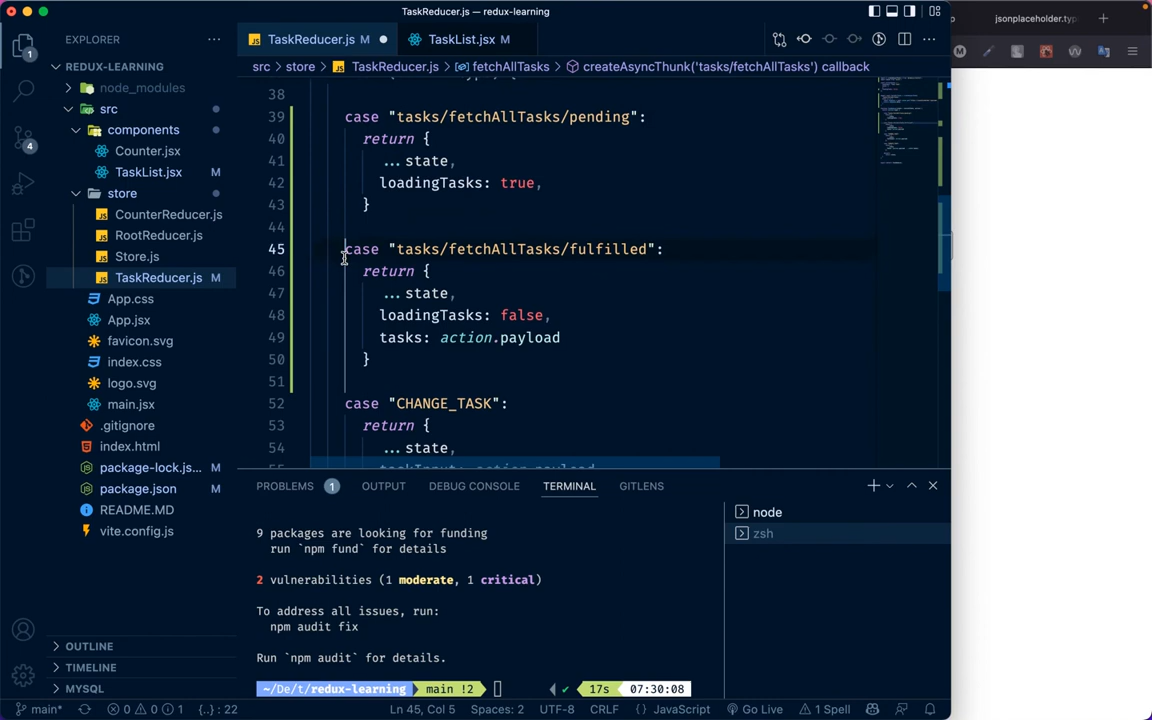 TaskReducer.js — redux-learning
jsonplaceholder.typ
EXPLORER
REDUX-LEARNING
node_modules
src
components
Counter.jsx
TaskList.jsx M
store
CounterReducer.js
RootReducer.js
Store.js
TaskReducer.js M
App.css
App.jsx
favicon.svg
index.css
logo.svg
main.jsx
.gitignore
index.html
package-lock.js... M
package.json M
README.MD
vite.config.js
OUTLINE
TIMELINE
MYSQL
1
4
TaskReducer.js
TaskList.jsx M
src > store > TaskReducer.js > fetchAllTasks > createAsyncThunk('tasks/fetchAllTasks') callback
38
39 case "tasks/fetchAllTasks/pending":
40 return {
41 ...state,
42 loadingTasks: true,
43 }
44
45 case "tasks/fetchAllTasks/fulfilled":
46 return {
47 ...state,
48 loadingTasks: false,
49 tasks: action.payload
50 }
51
52 case "CHANGE_TASK":
53 return {
54 ...state,
PROBLEMS 1 OUTPUT DEBUG CONSOLE TERMINAL GITLENS
9 packages are looking for funding
run `npm fund` for details
2 vulnerabilities (1 moderate, 1 critical)
To address all issues, run:
npm audit fix
Run `npm audit` for details.
~/De/t/redux-learning main !2 ✔ 17s 07:30:08
node
zsh
main* 0 0 1 {..} : 22 Ln 45, Col 5 Spaces: 2 UTF-8 CRLF {} JavaScript Go Live 1 Spell